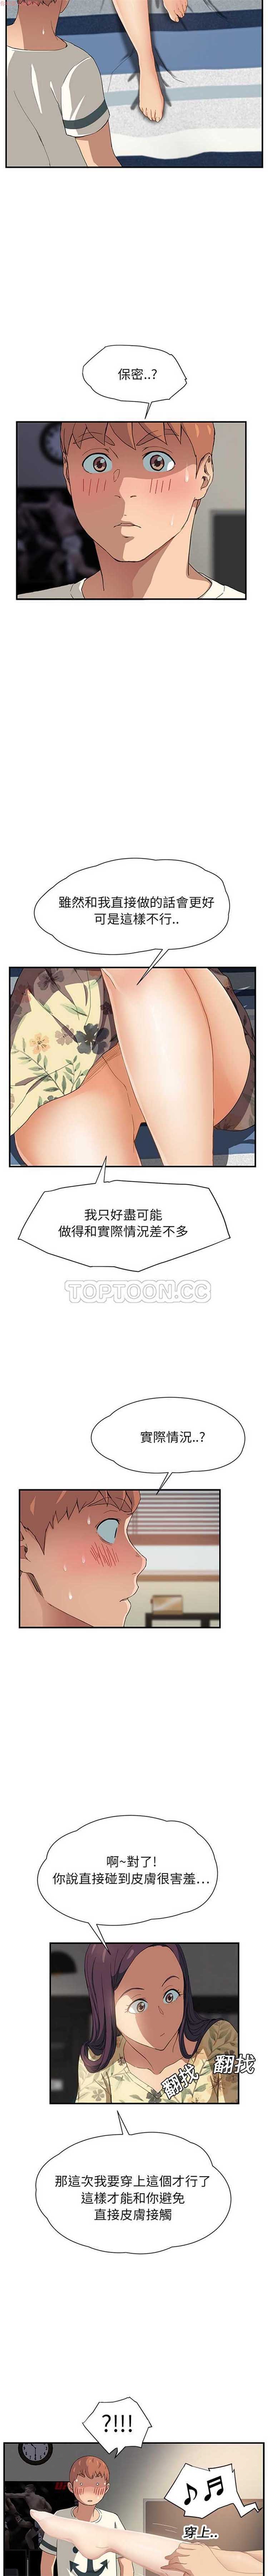 保密..?
雖然和我直接做的話會更好
可是這樣不行..
我只好盡可能
做得和實際情況差不多
TOPTOON.CC
實際情況..?
啊~對了!
你說直接碰到皮膚很害羞...
翻找
翻找
那這次我要穿上這個才行了
這樣才能和你避免
直接皮膚接觸
?!!!
穿上..